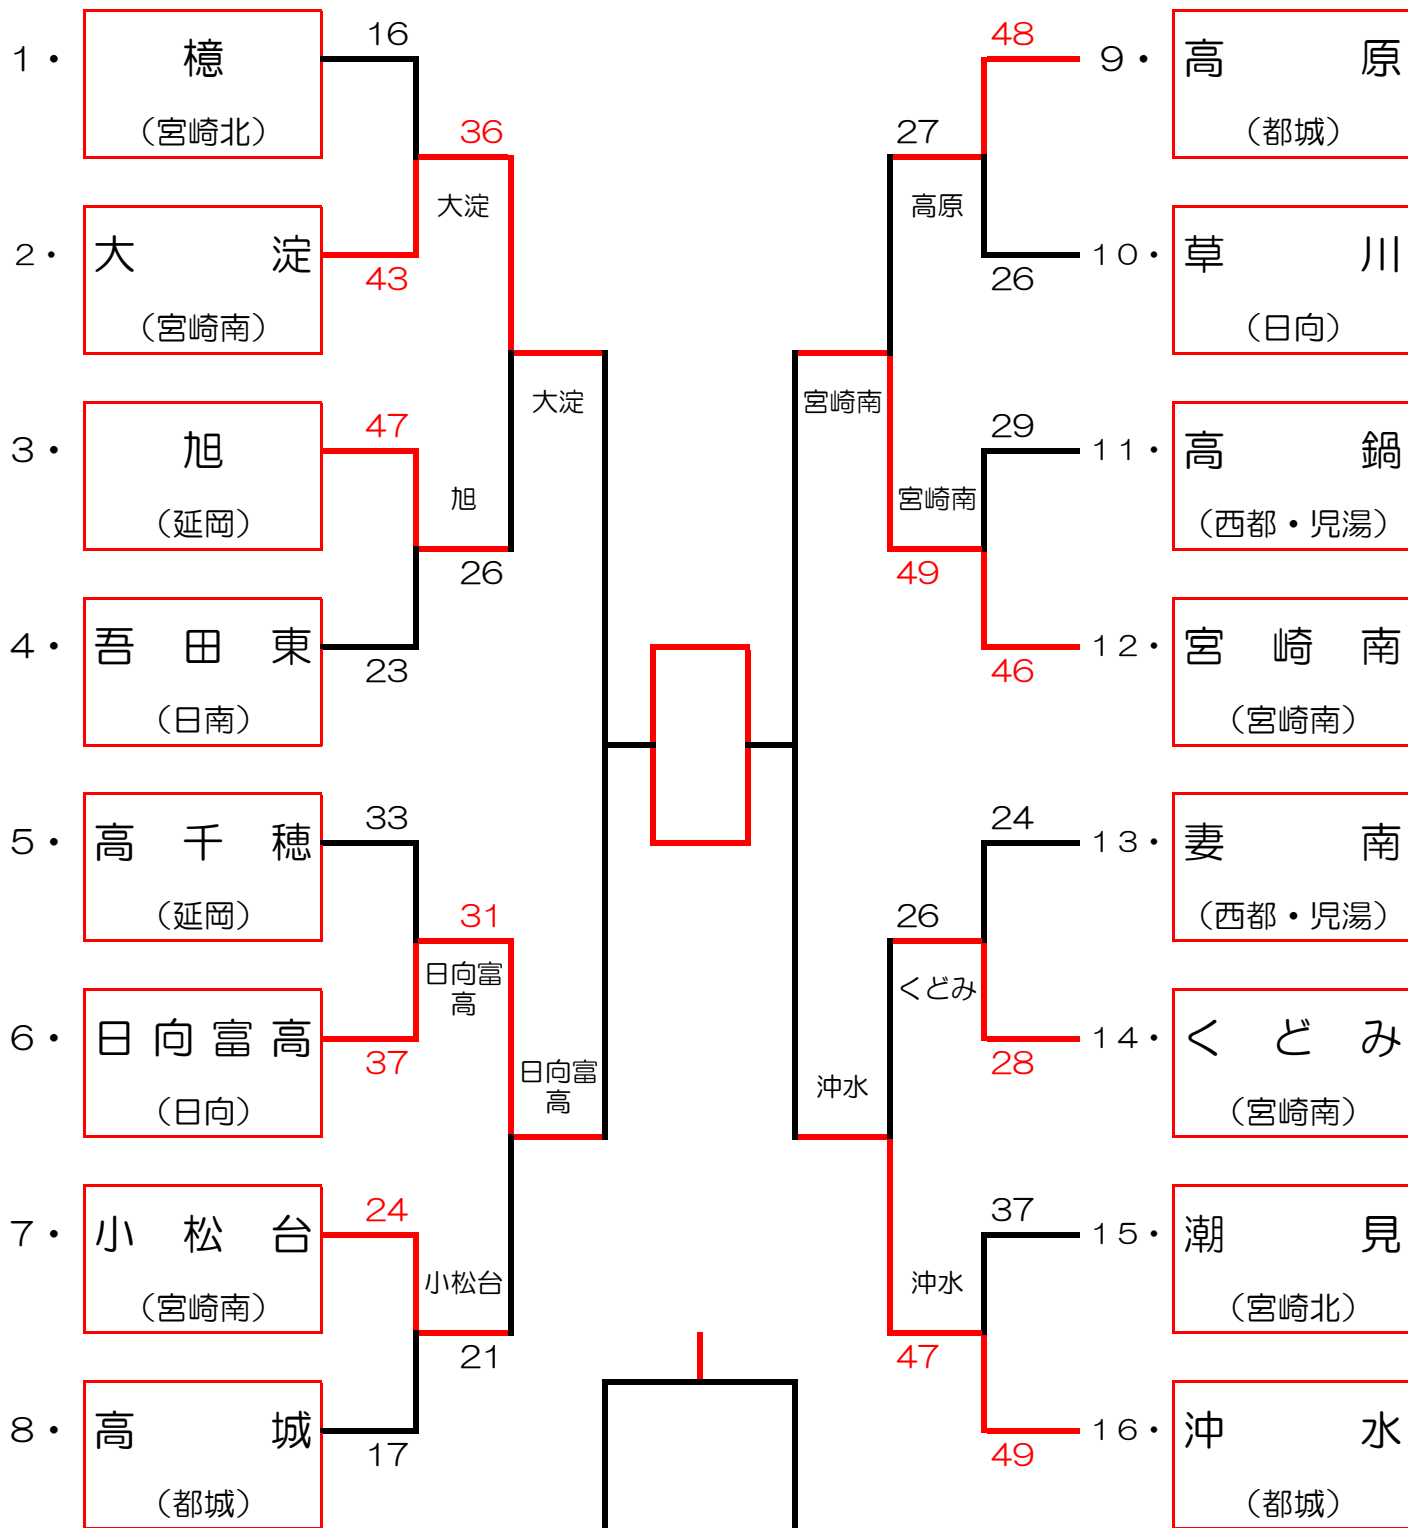 1・ 檍 16
(宮崎北)
36
大淀
2・ 大淀 43
(宮崎南)
大淀
3・ 旭 47
(延岡)
旭
26
4・ 吾田東 23
(日南)
5・ 高千穂 33
(延岡)
31
日向富
高
6・ 日向富高 37
(日向)
日向富
高
7・ 小松台 24
(宮崎南)
小松台
21
8・ 高城 17
(都城)
48 9・ 高原
(都城)
27
高原
26 10・ 草川
(日向)
宮崎南
29 11・ 高鍋
(西都・児湯)
宮崎南
49
46 12・ 宮崎南
(宮崎南)
24 13・ 妻南
(西都・児湯)
26
くどみ
28 14・ くどみ
(宮崎南)
沖水
37 15・ 潮見
(宮崎北)
沖水
47
49 16・ 沖水
(都城)